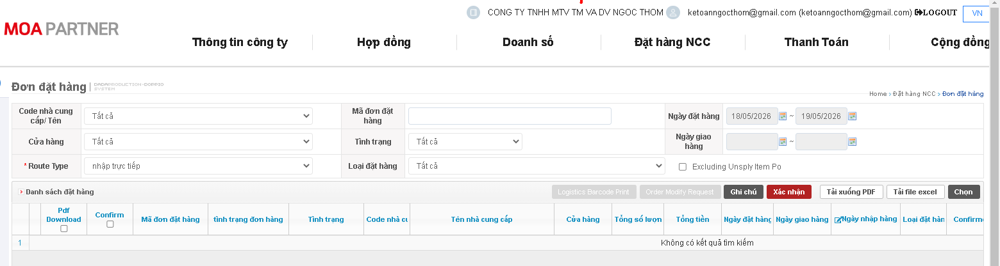 CONG TY TNHH MTV TM VA DV NGOC THOM ketoanngocthom@gmail.com (ketoanngocthom@gmail.com) LOGOUT VN
MOA PARTNER
Thông tin công ty Hợp đồng Doanh số Đặt hàng NCC Thanh Toán Cộng đồng
Đơn đặt hàng | DADAPRODUCTION-DOPPIO
SYSTEM
Home > Đặt hàng NCC > Đơn đặt hàng
Code nhà cung
cấp/ Tên
Tất cả
Mã đơn đặt
hàng
Ngày đặt hàng 18/05/2026 ~ 19/05/2026
Cửa hàng Tất cả Tình trạng Tất cả
Ngày giao
hàng
~
* Route Type nhập trực tiếp Loại đặt hàng Tất cả Excluding Unsply Item Po
Danh sách đặt hàng Logistics Barcode Print Order Modify Request Ghi chú Xác nhận Tải xuống PDF Tải file excel Chọn
Pdf
Download
Confirm Mã đơn đặt hàng tình trạng đơn hàng Tình trạng Code nhà cu Tên nhà cung cấp Cửa hàng Tổng số lượn Tổng tiền Ngày đặt hàng Ngày giao hàng Ngày nhập hàng Loại đặt hàn Confirm
1 Không có kết quả tìm kiếm